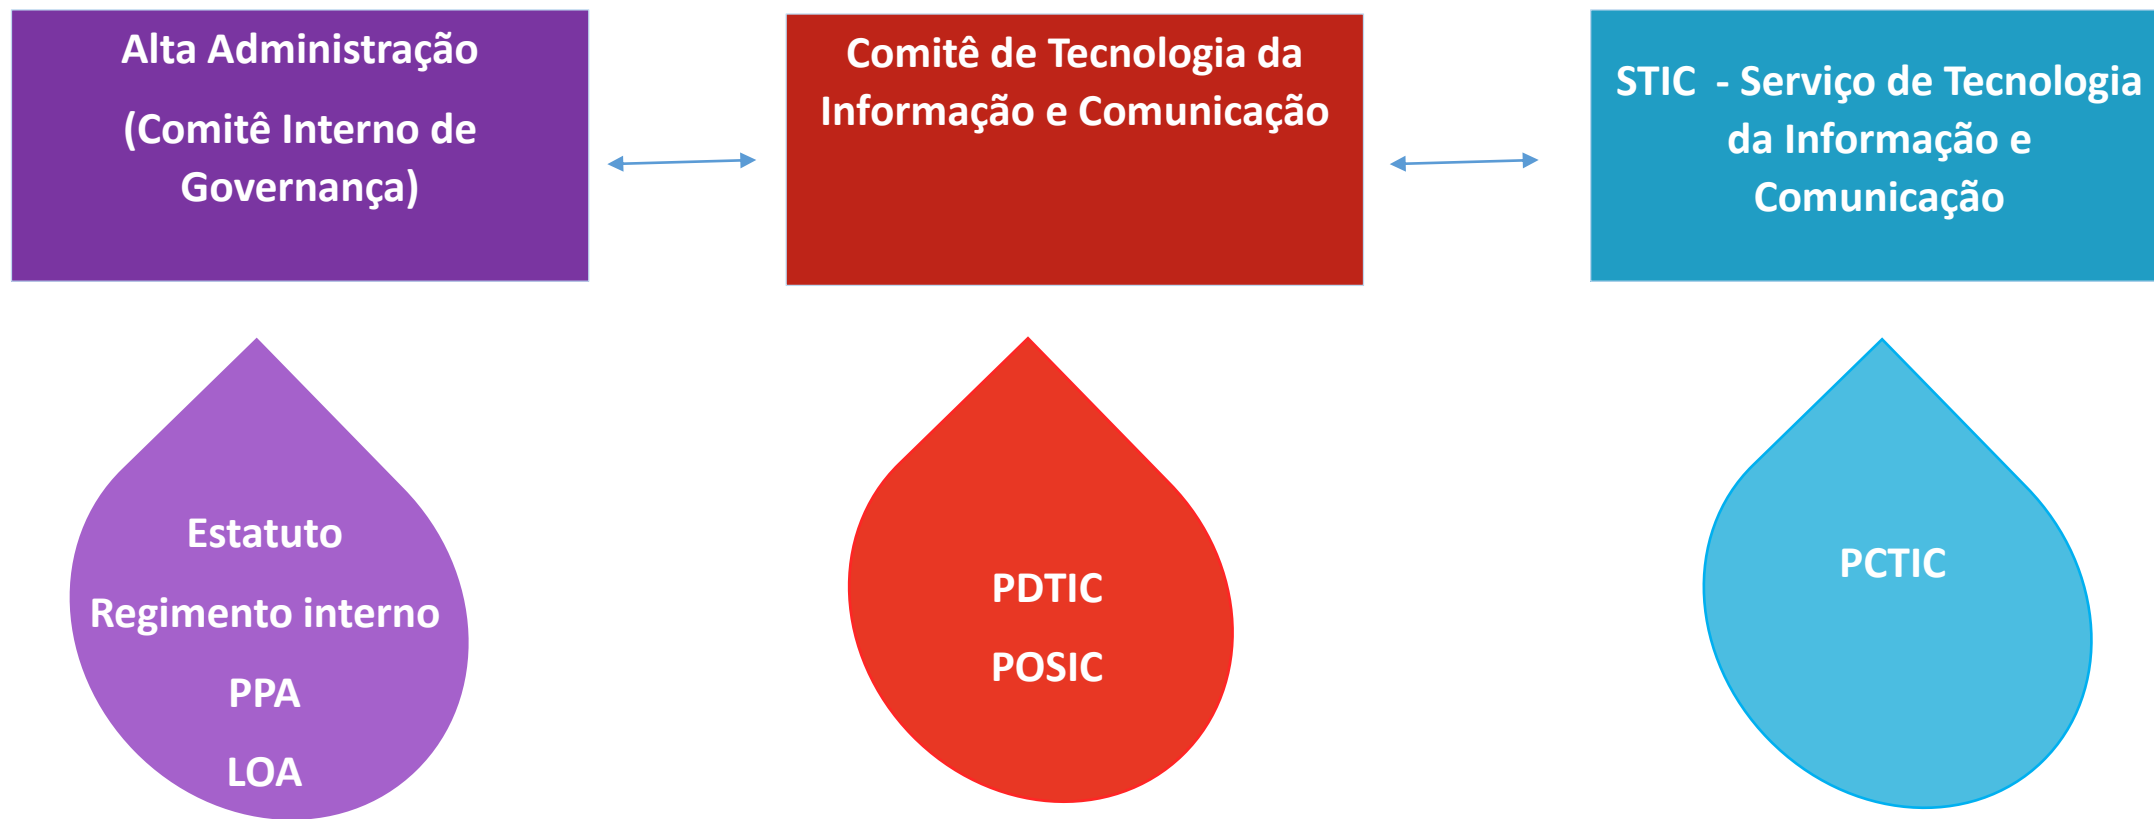 Alta Administração
(Comitê Interno de
Governança)
Comitê de Tecnologia da
Informação e Comunicação
STIC  - Serviço de Tecnologia
da Informação e
Comunicação
Estatuto
Regimento interno
PPA
LOA
PDTIC
POSIC
PCTIC